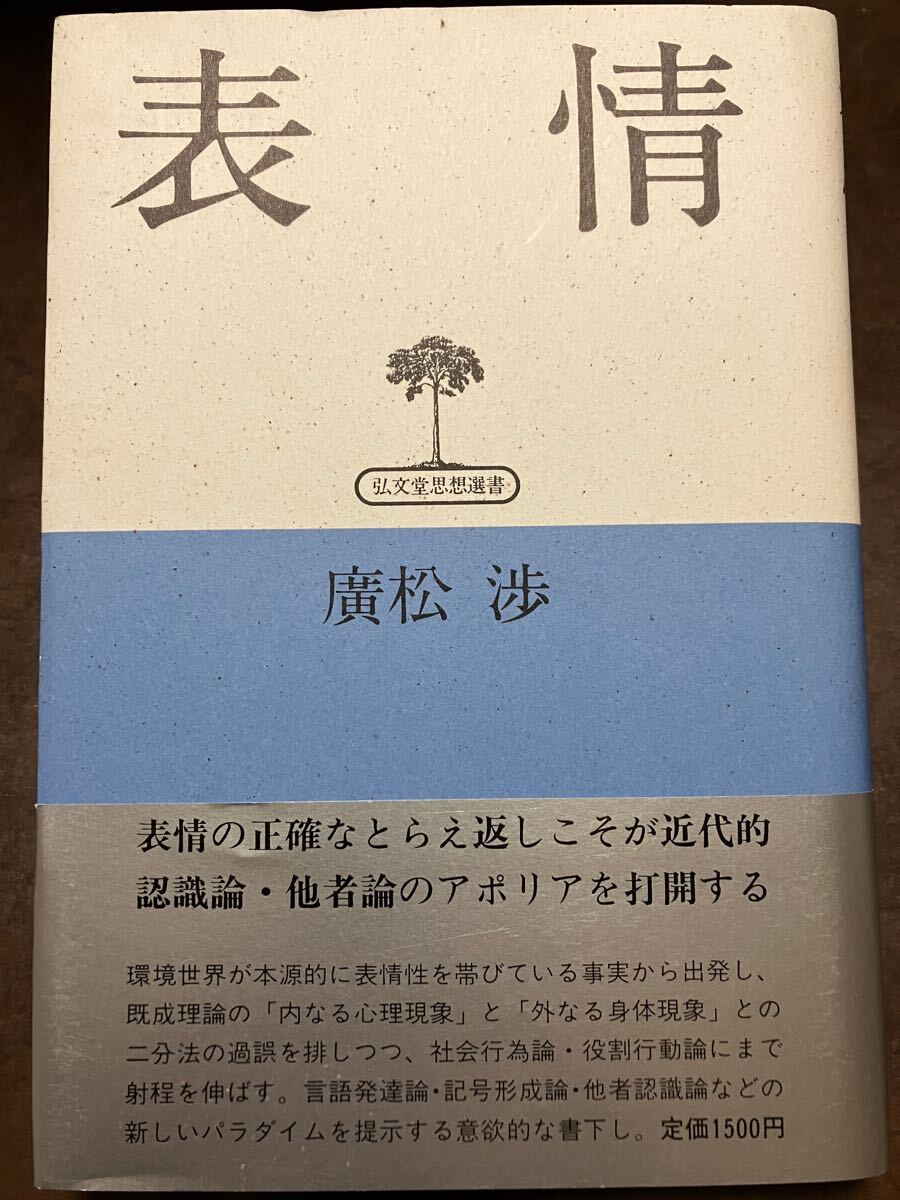 表情
弘文堂思想選書
廣松 渉
表情の正確なとらえ返しこそが近代的
認識論・他者論のアポリアを打開する
環境世界が本源的に表情性を帯びている事実から出発し、
既成理論の「内なる心理現象」と「外なる身体現象」との
二分法の過誤を排しつつ、社会行為論・役割行動論にまで
射程を伸ばす。言語発達論・記号形成論・他者認識論などの
新しいパラダイムを提示する意欲的な書下し。定価1500円